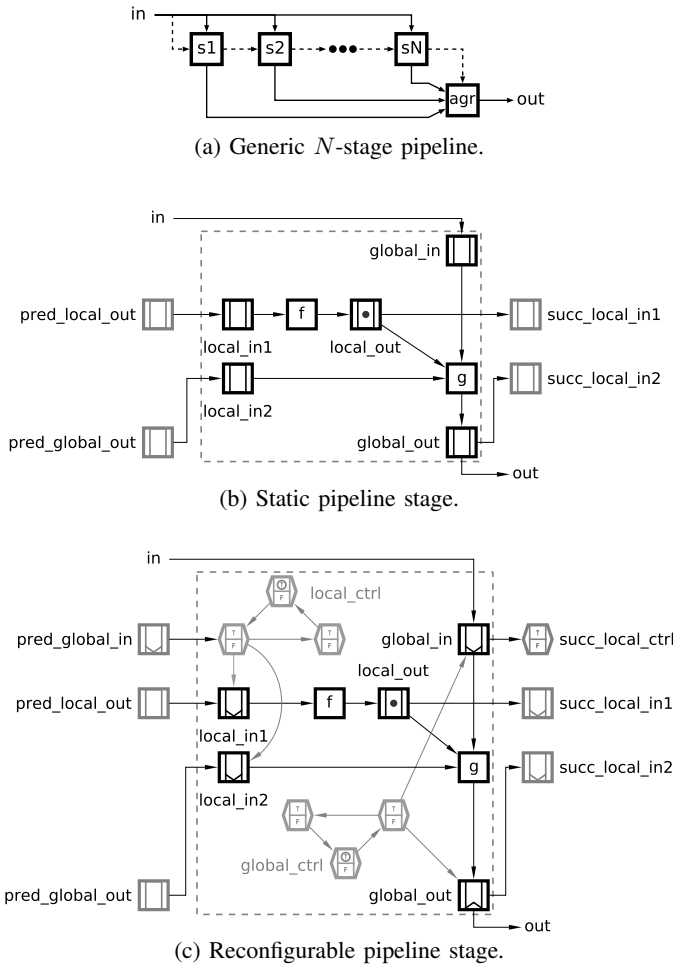 in
s1 s2 sN
agr out
(a) Generic N-stage pipeline.
in
global_in
pred_local_out f succ_local_in1
local_in1 local_out
g succ_local_in2
local_in2
pred_global_out global_out
out
(b) Static pipeline stage.
in
T F local_ctrl
pred_global_in T F T F global_in T F succ_local_ctrl
local_out
pred_local_out f succ_local_in1
local_in1
g succ_local_in2
local_in2
T F T F
global_ctrl T F
pred_global_out global_out
out
(c) Reconfigurable pipeline stage.